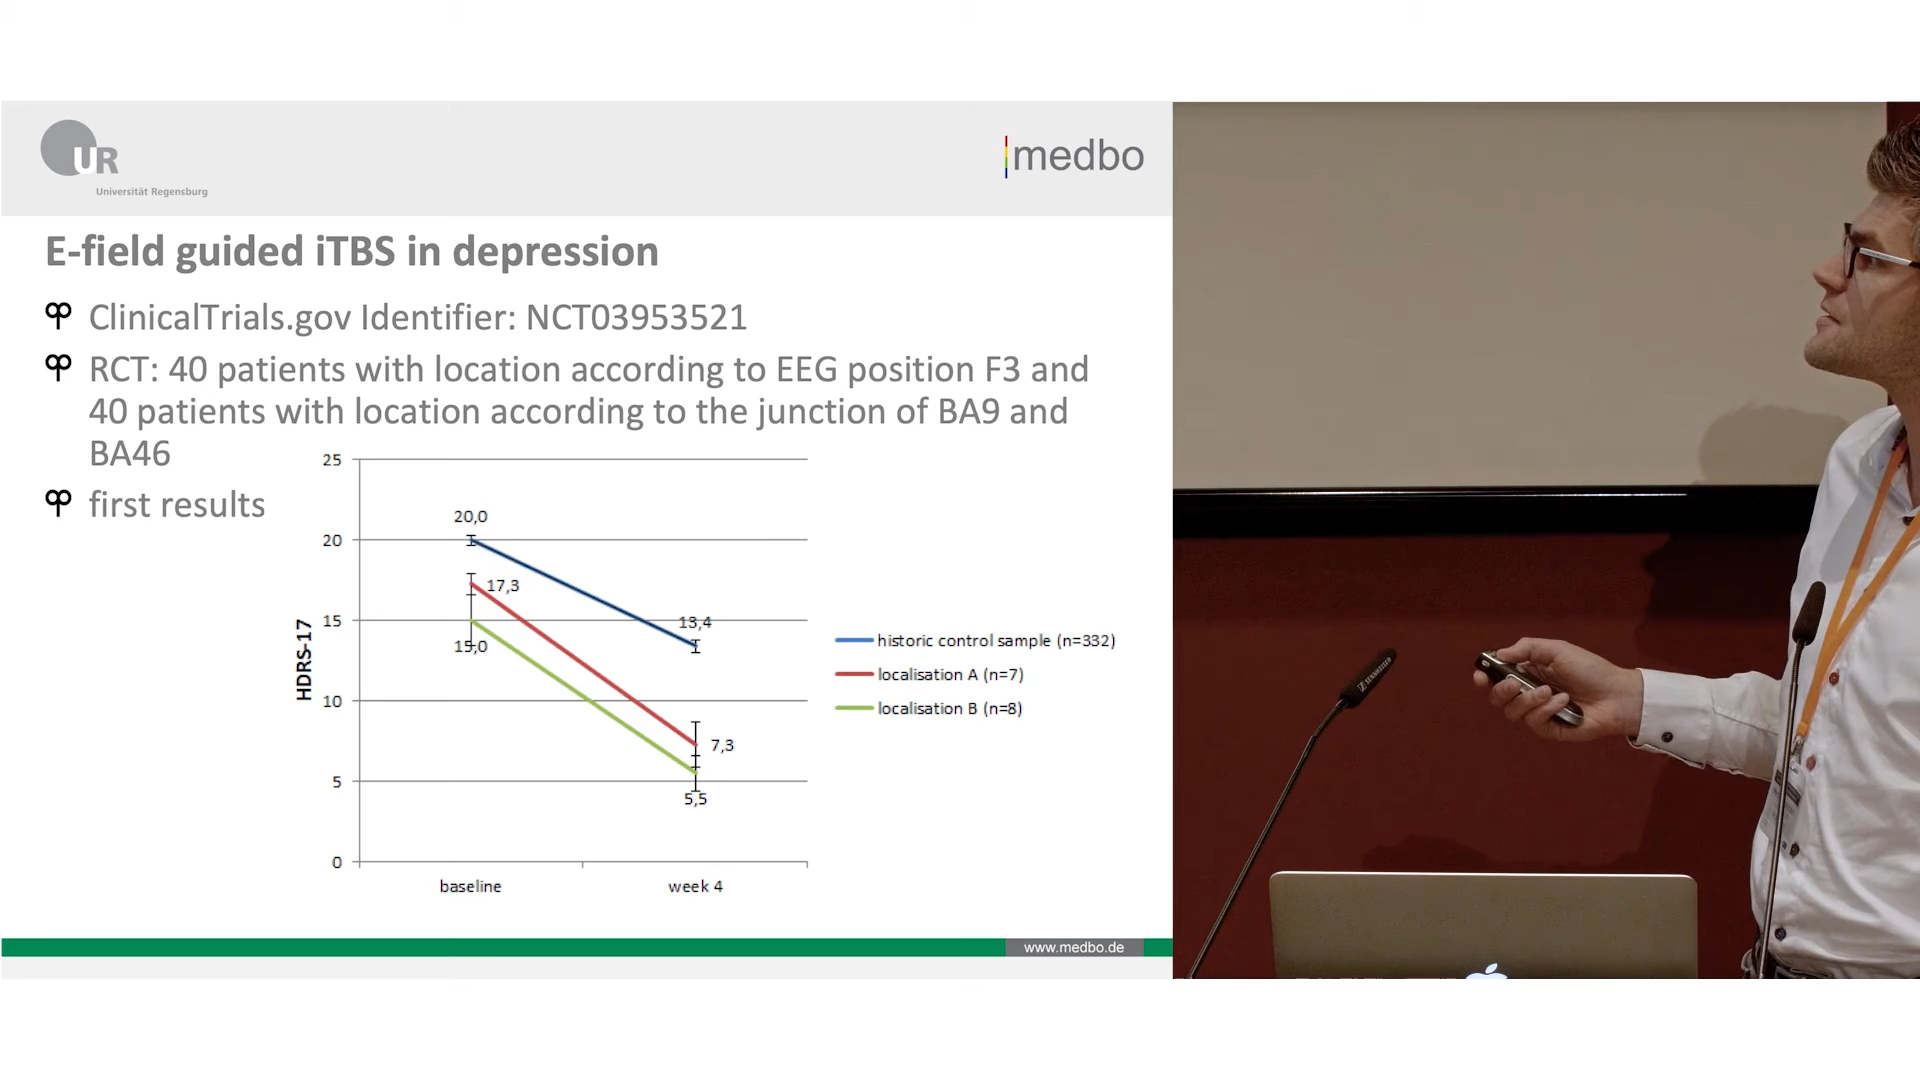 UR
Universität Regensburg
medbo
E-field guided iTBS in depression
ClinicalTrials.gov Identifier: NCT03953521
RCT: 40 patients with location according to EEG position F3 and
40 patients with location according to the junction of BA9 and
BA46
first results
25
20
15
10
5
0
HDRS-17
20,0
17,3
15,0
13,4
7,3
5,5
baseline
week 4
historic control sample (n=332)
localisation A (n=7)
localisation B (n=8)
www.medbo.de
SENNHEISER